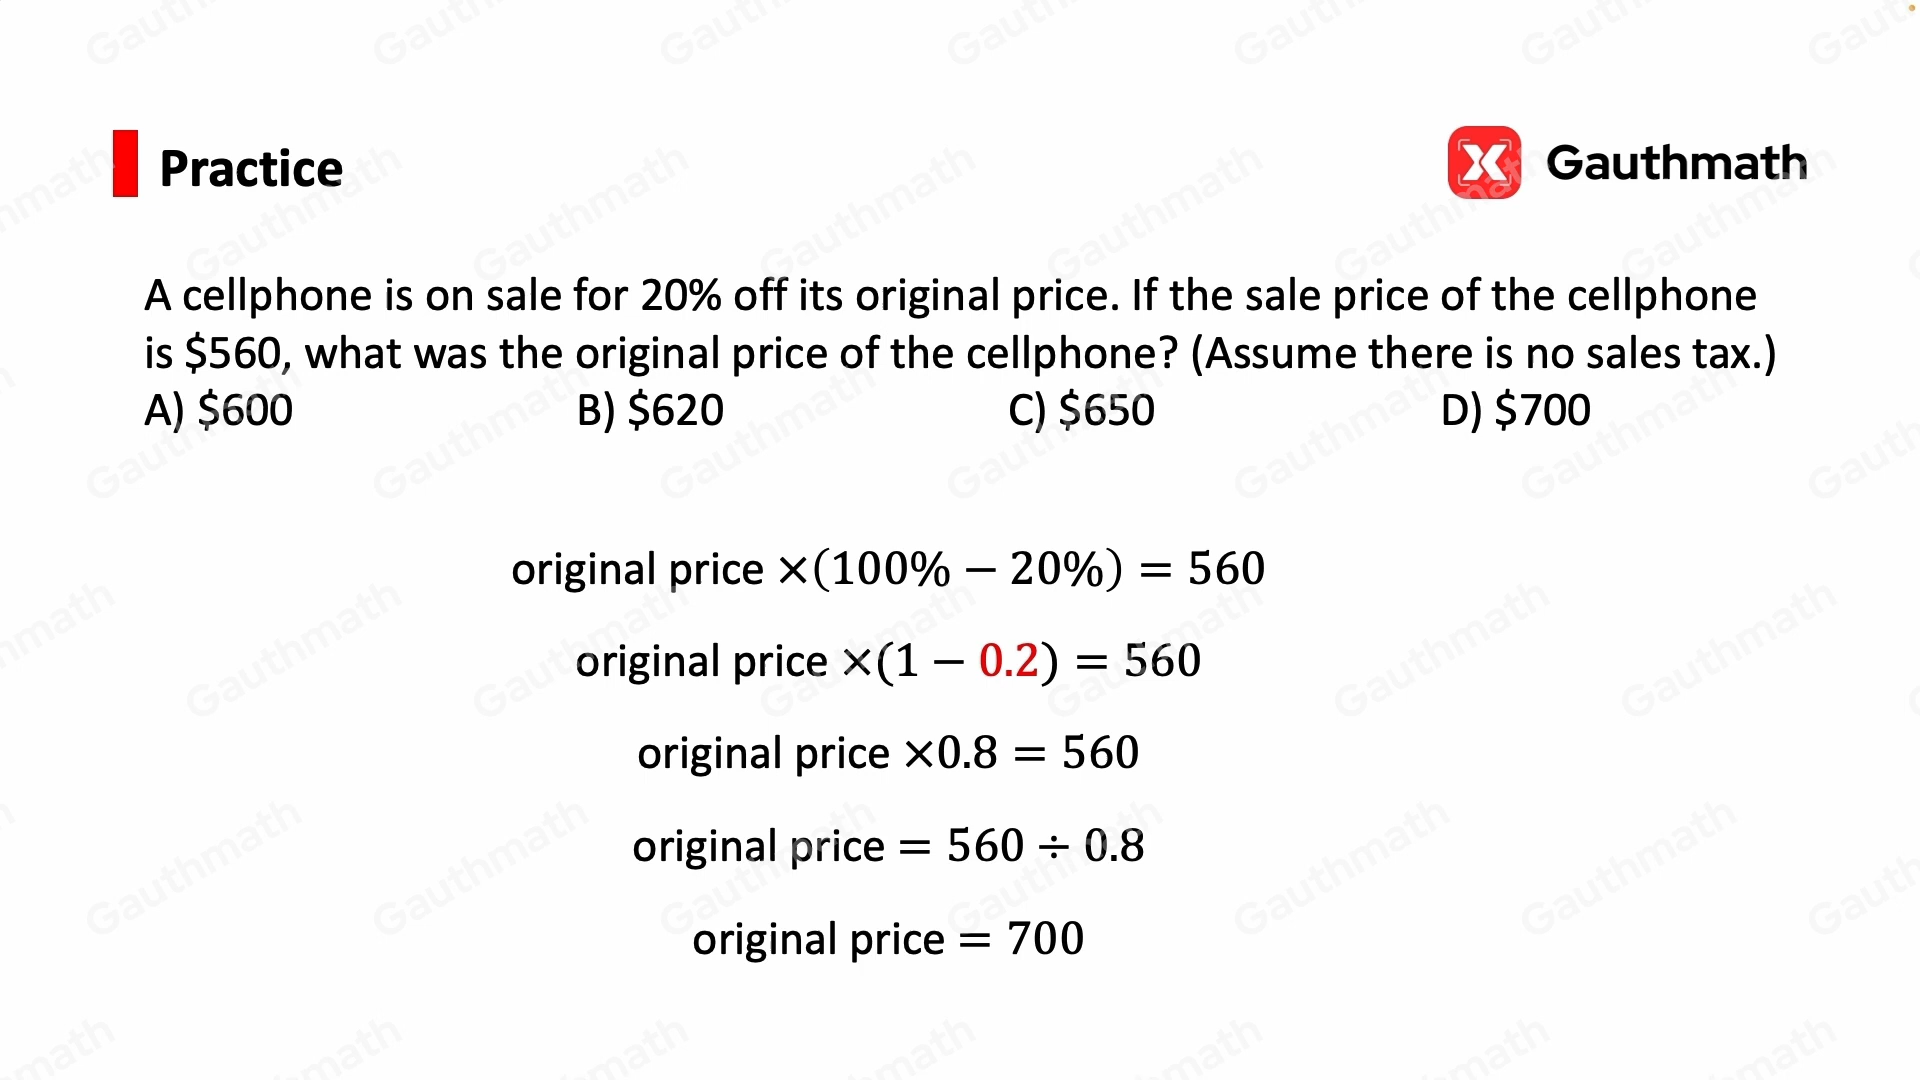 Practice
Gauthmath
A cellphone is on sale for 20% off its original price. If the sale price of the cellphone
is $560, what was the original price of the cellphone? (Assume there is no sales tax.)
A) $600 B) $620 C) $650 D) $700
original price ×(100% − 20%) = 560
original price ×(1 − 0.2) = 560
original price ×0.8 = 560
original price = 560 ÷ 0.8
original price = 700